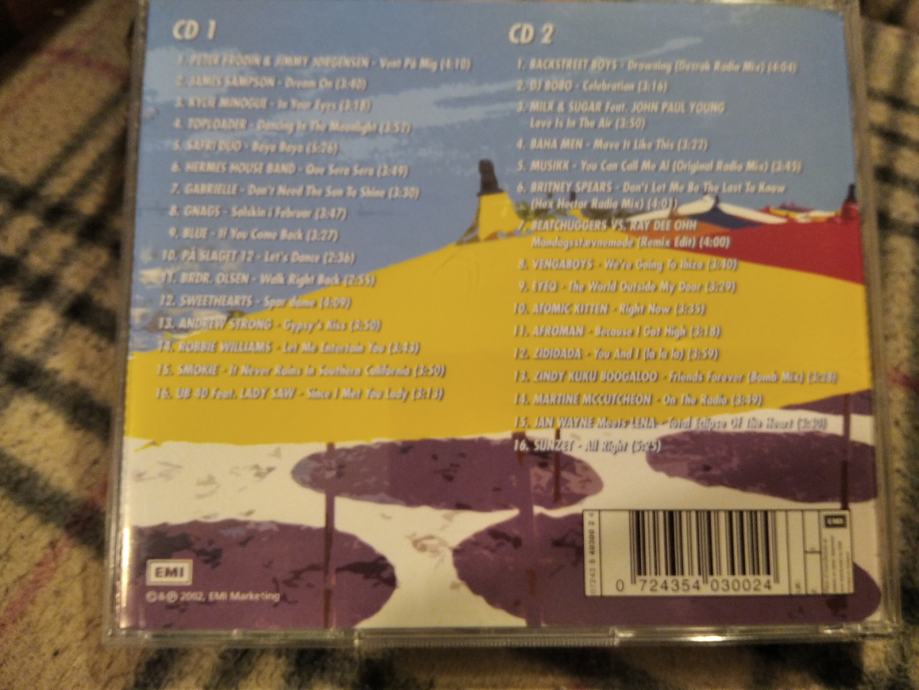 CD 1
1. PETER FRÖDIN & JIMMY JØRGENSEN - Vent På Mig (4:10)
2. JAMES SAMPSON - Dream On (3:40)
3. KYLIE MINOGUE - In Your Eyes (3:18)
4. TOPLOADER - Dancing In The Moonlight (3:52)
5. SAFRI DUO - Baya Baya (5:26)
6. HERMES HOUSE BAND - Que Sera Sera (3:49)
7. GABRIELLE - Don't Need The Sun To Shine (3:30)
8. GNAGS - Solskin i Februar (3:47)
9. BLUE - If You Come Back (3:27)
10. PÅ SLAGET 12 - Let's Dance (2:36)
11. BRDR. OLSEN - Walk Right Back (2:55)
12. SWEETHEARTS - Spar dame (4:09)
13. ANDREW STRONG - Gypsy's Kiss (3:50)
14. ROBBIE WILLIAMS - Let Me Entertain You
15. SMOKIE - It Never Rains In Southern California (3:50)
16. UB 40 Feat. LADY SAW - Since I Met You Lady (3:13)
CD 2
1. BACKSTREET BOYS - Drowning (Dezrok Radio Mix) (4:04)
2. DJ BOBO - Celebration (3:16)
3. MILK & SUGAR Feat. JOHN PAUL YOUNG
Love Is In The Air (3:50)
4. BAHA MEN - Move It Like This (3:22)
5. MUSIKK - You Can Call Me Al (Original Radio Mix) (3:45)
6. BRITNEY SPEARS - Don't Let Me Be The Last To Know
(Hex Hector Radio Mix) (4:01)
7. BEATCHUGGERS VS. RAY DEE OHH
Mandagsstævnemøde (Remix Edit) (4:00)
8. VENGABOYS - We're Going To Ibiza (3:40)
9. EYEQ - The World Outside My Door (3:29)
10. ATOMIC KITTEN - Right Now (3:35)
11. AFROMAN - Because I Got High (3:18)
12. ZIDIDADA - You And I (la la la) (3:59)
13. ZINDY KUKU BOOGALOO - Friends Forever (Bomb Mix) (3:28)
14. MARTINE MCCUTCHEON - On The Radio (3:49)
15. JAN WAYNE Meets LENA - Total Eclipse Of The Heart (3:30)
16. SUNZET - All Right (3:25)
EMI
©&℗ 2002, EMI Marketing
0 724354 030024
EMI